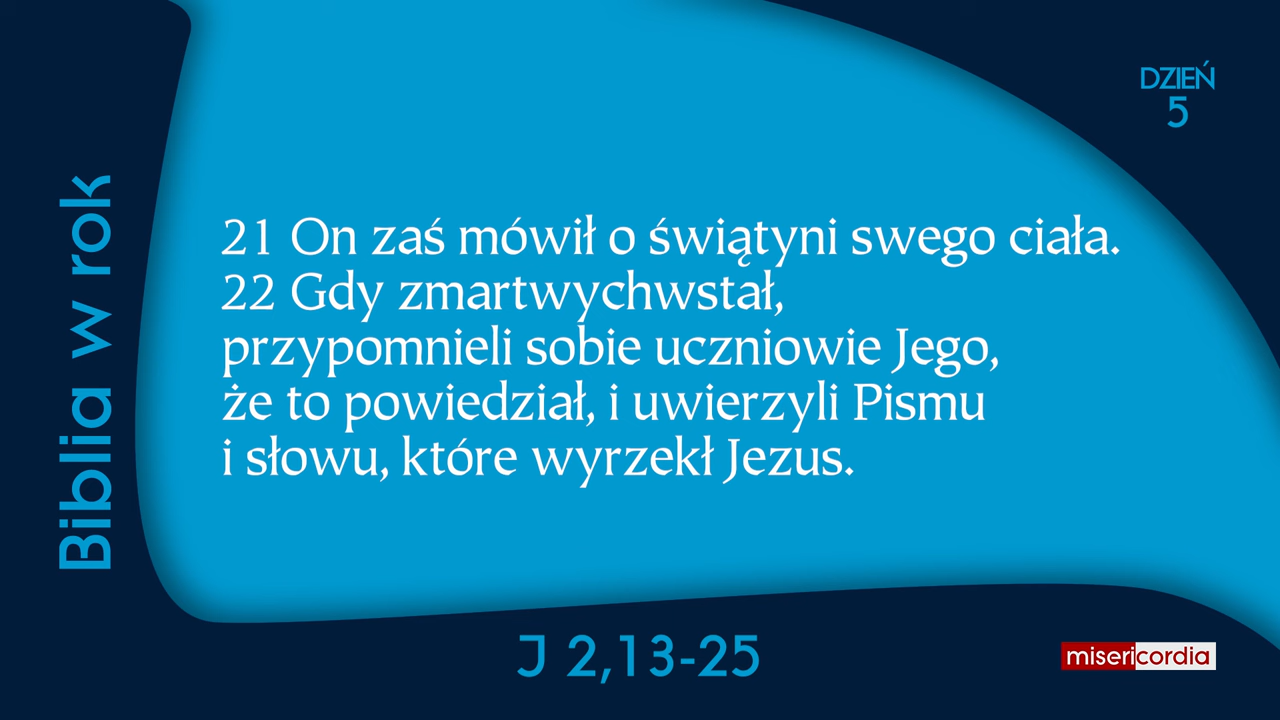 DZIEŃ
5
Biblia w rok
21 On zaś mówił o świątyni swego ciała.
22 Gdy zmartwychwstał,
przypomnieli sobie uczniowie Jego,
że to powiedział, i uwierzyli Pismu
i słowu, które wyrzekł Jezus.
J 2,13-25
misericordia